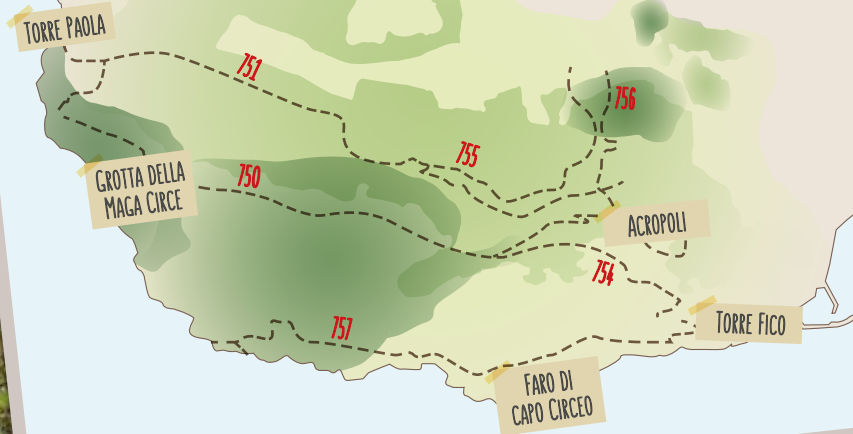 TORRE PAOLA
751
756
755
GROTTA DELLA
MAGA CIRCE
750
ACROPOLI
754
TORRE FICO
757
FARO DI
CAPO CIRCEO